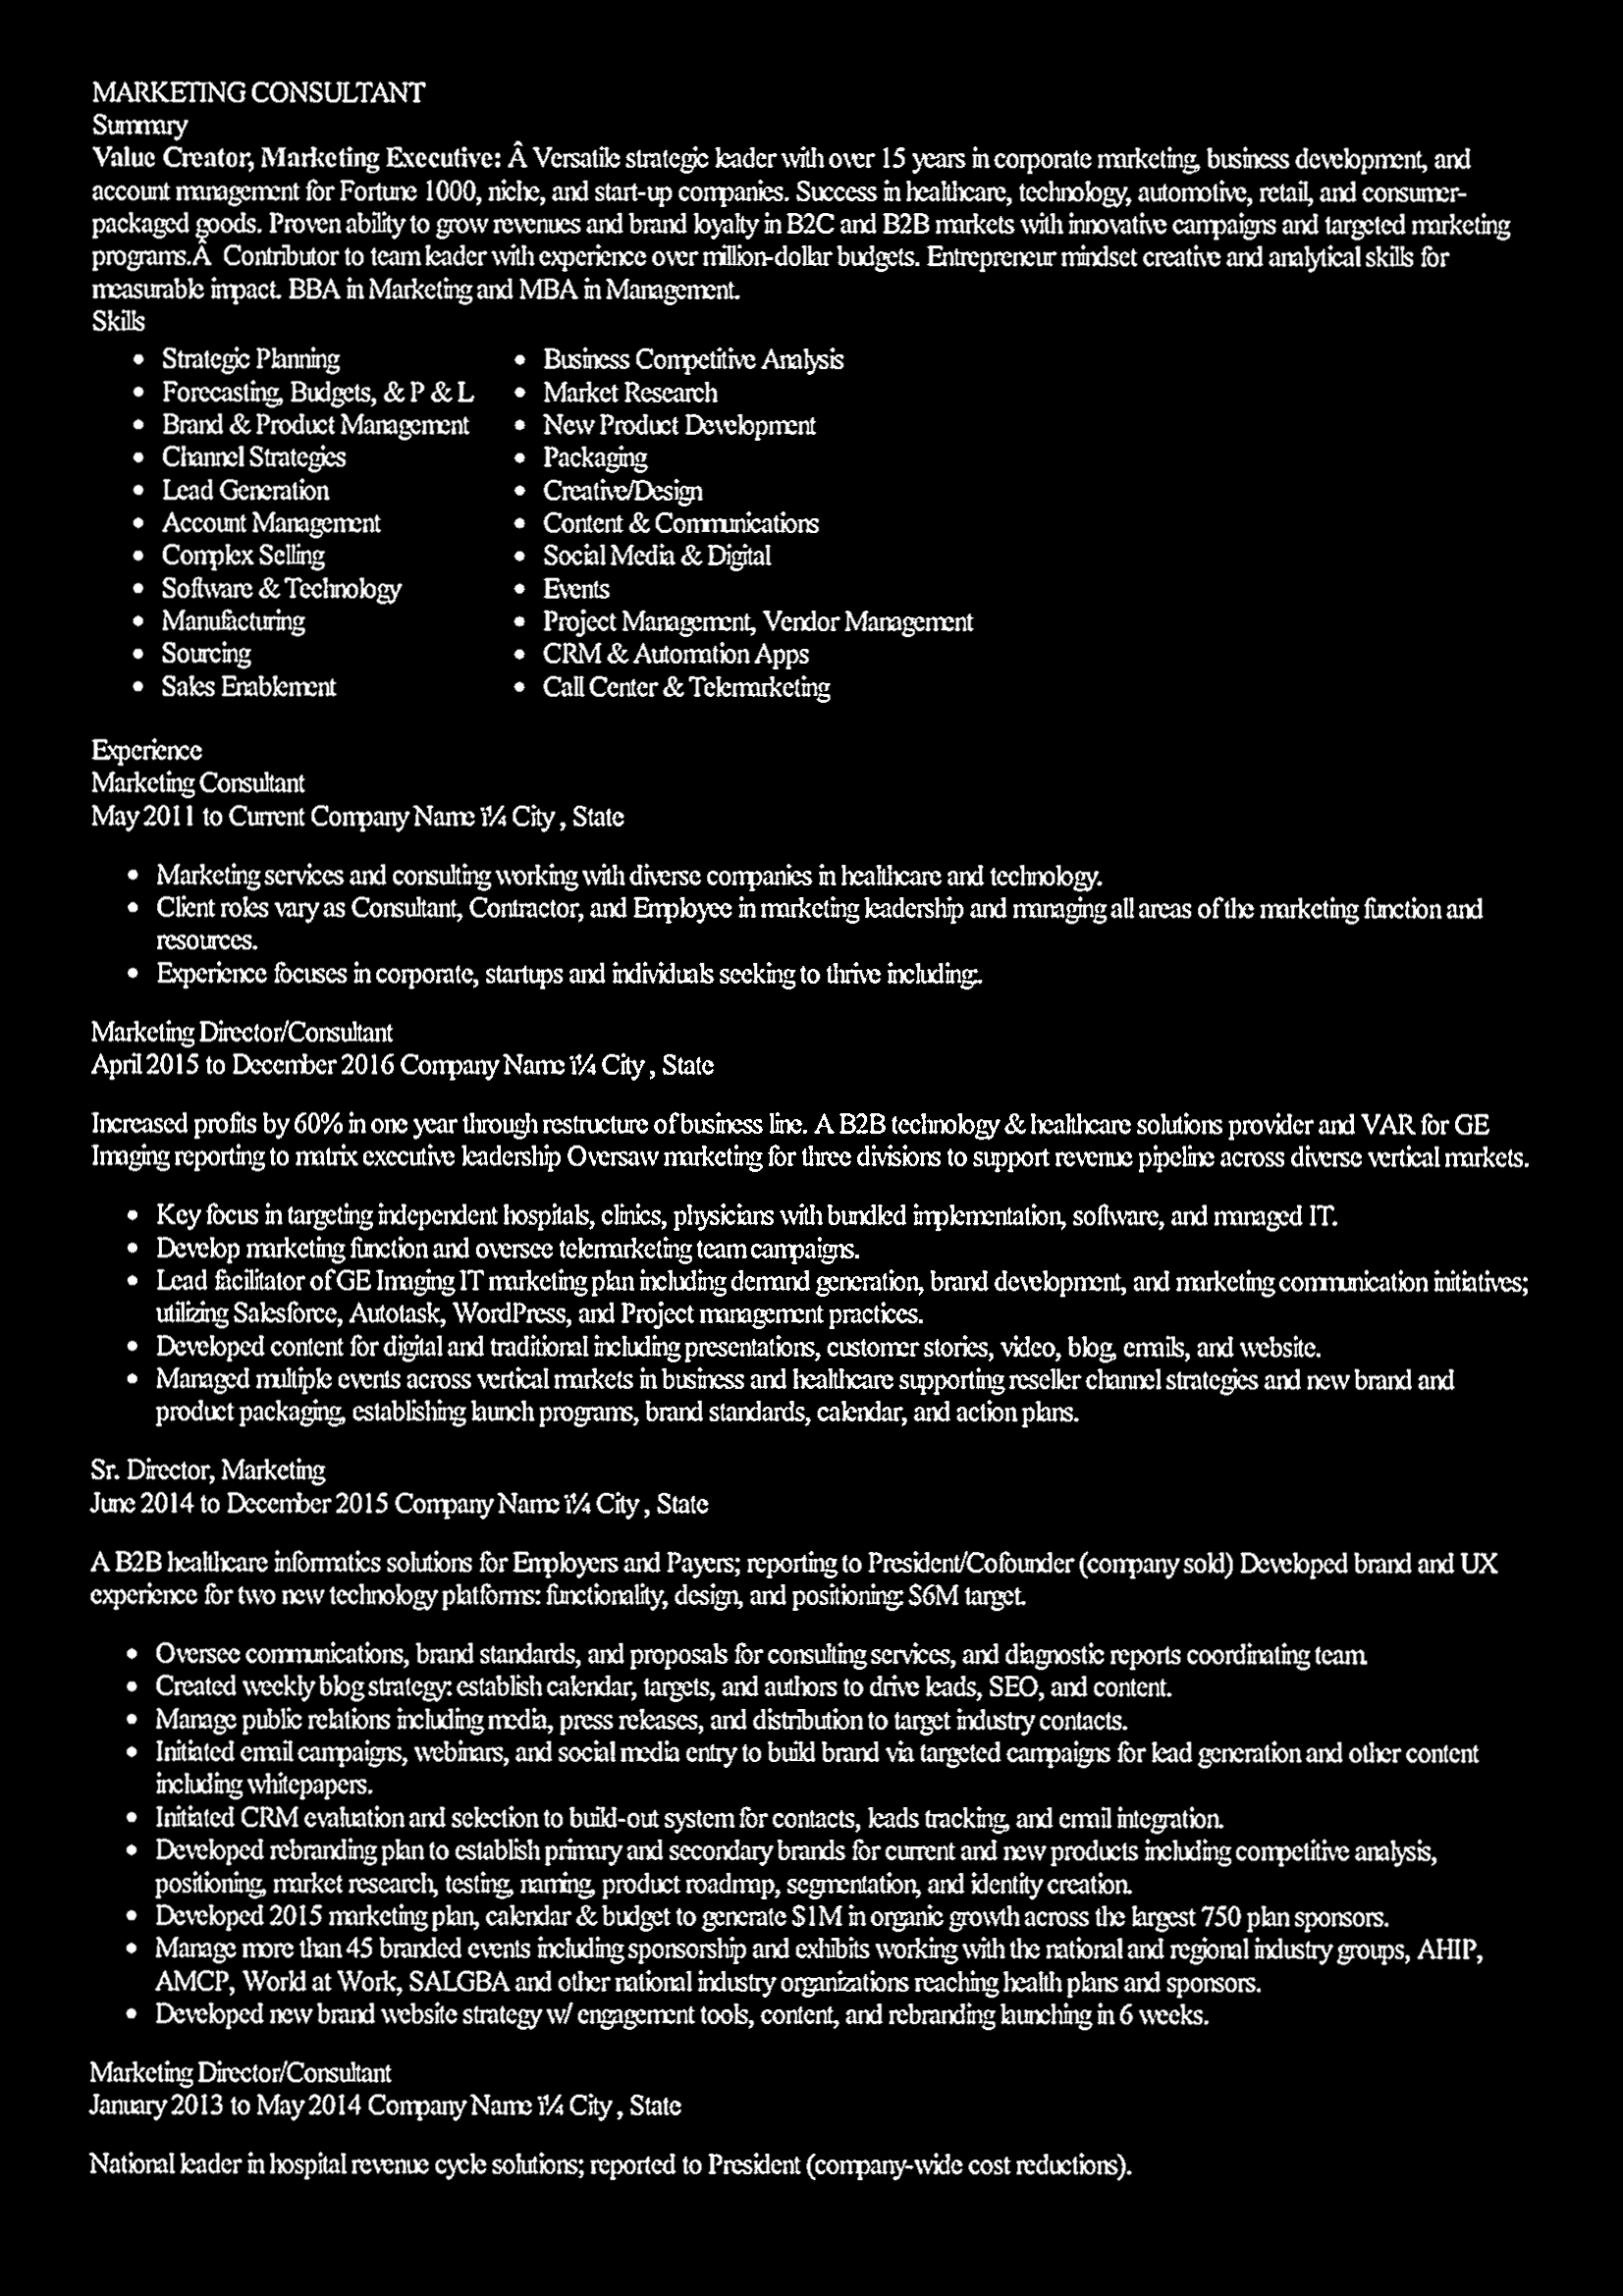 MARKETING CONSULTANT
Summary
Value Creator, Marketing Executive: Â Versatile strategic leader with over 15 years in corporate marketing, business development, and
account management for Fortune 1000, niche, and start-up companies. Success in healthcare, technology, automotive, retail, and consumer-
packaged goods. Proven ability to grow revenues and brand loyalty in B2C and B2B markets with innovative campaigns and targeted marketing
programs.Â  Contributor to team leader with experience over million-dollar budgets. Entrepreneur mindset creative and analytical skills for
measurable impact. BBA in Marketing and MBA in Management.
Skills
• Strategic Planning
• Forecasting, Budgets, & P & L
• Brand & Product Management
• Channel Strategies
• Lead Generation
• Account Management
• Complex Selling
• Software & Technology
• Manufacturing
• Sourcing
• Sales Enablement
• Business Competitive Analysis
• Market Research
• New Product Development
• Packaging
• Creative/Design
• Content & Communications
• Social Media & Digital
• Events
• Project Management, Vendor Management
• CRM & Automation Apps
• Call Center & Telemarketing
Experience
Marketing Consultant
May 2011 to Current Company Name ï¼ City , State
• Marketing services and consulting working with diverse companies in healthcare and technology.
• Client roles vary as Consultant, Contractor, and Employee in marketing leadership and managing all areas of the marketing function and
resources.
• Experience focuses in corporate, startups and individuals seeking to thrive including:.
Marketing Director/Consultant
April 2015 to December 2016 Company Name ï¼ City , State
Increased profits by 60% in one year through restructure of business line. A B2B technology & healthcare solutions provider and VAR for GE
Imaging reporting to matrix executive leadership Oversaw marketing for three divisions to support revenue pipeline across diverse vertical markets.
• Key focus in targeting independent hospitals, clinics, physicians with bundled implementation, software, and managed IT.
• Develop marketing function and oversee telemarketing team campaigns.
• Lead facilitator of GE Imaging IT marketing plan including demand generation, brand development, and marketing communication initiatives;
utilizing Salesforce, Autotask, WordPress, and Project management practices.
• Developed content for digital and traditional including presentations, customer stories, video, blog, emails, and website.
• Managed multiple events across vertical markets in business and healthcare supporting reseller channel strategies and new brand and
product packaging, establishing launch programs, brand standards, calendar, and action plans.
Sr. Director, Marketing
June 2014 to December 2015 Company Name ï¼ City , State
A B2B healthcare informatics solutions for Employers and Payers; reporting to President/Cofounder (company sold) Developed brand and UX
experience for two new technology platforms: functionality, design, and positioning: $6M target.
• Oversee communications, brand standards, and proposals for consulting services, and diagnostic reports coordinating team.
• Created weekly blog strategy: establish calendar, targets, and authors to drive leads, SEO, and content.
• Manage public relations including media, press releases, and distribution to target industry contacts.
• Initiated email campaigns, webinars, and social media entry to build brand via targeted campaigns for lead generation and other content
including whitepapers.
• Initiated CRM evaluation and selection to build-out system for contacts, leads tracking, and email integration.
• Developed rebranding plan to establish primary and secondary brands for current and new products including competitive analysis,
positioning, market research, testing, naming, product roadmap, segmentation, and identity creation.
• Developed 2015 marketing plan, calendar & budget to generate $1M in organic growth across the largest 750 plan sponsors.
• Manage more than 45 branded events including sponsorship and exhibits working with the national and regional industry groups, AHIP,
AMCP, World at Work, SALGBA and other national industry organizations reaching health plans and sponsors.
• Developed new brand website strategy w/ engagement tools, content, and rebranding launching in 6 weeks.
Marketing Director/Consultant
January 2013 to May 2014 Company Name ï¼ City , State
National leader in hospital revenue cycle solutions; reported to President (company-wide cost reductions).